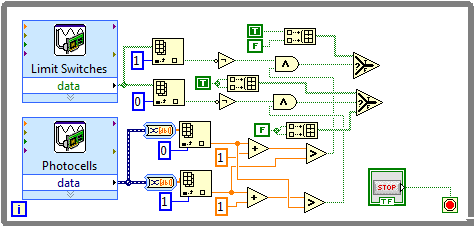 T
F
Limit Switches
data
1
0
T
Photocells
data
0
1
F
+
>
1
1
+
>
STOP
TF
i